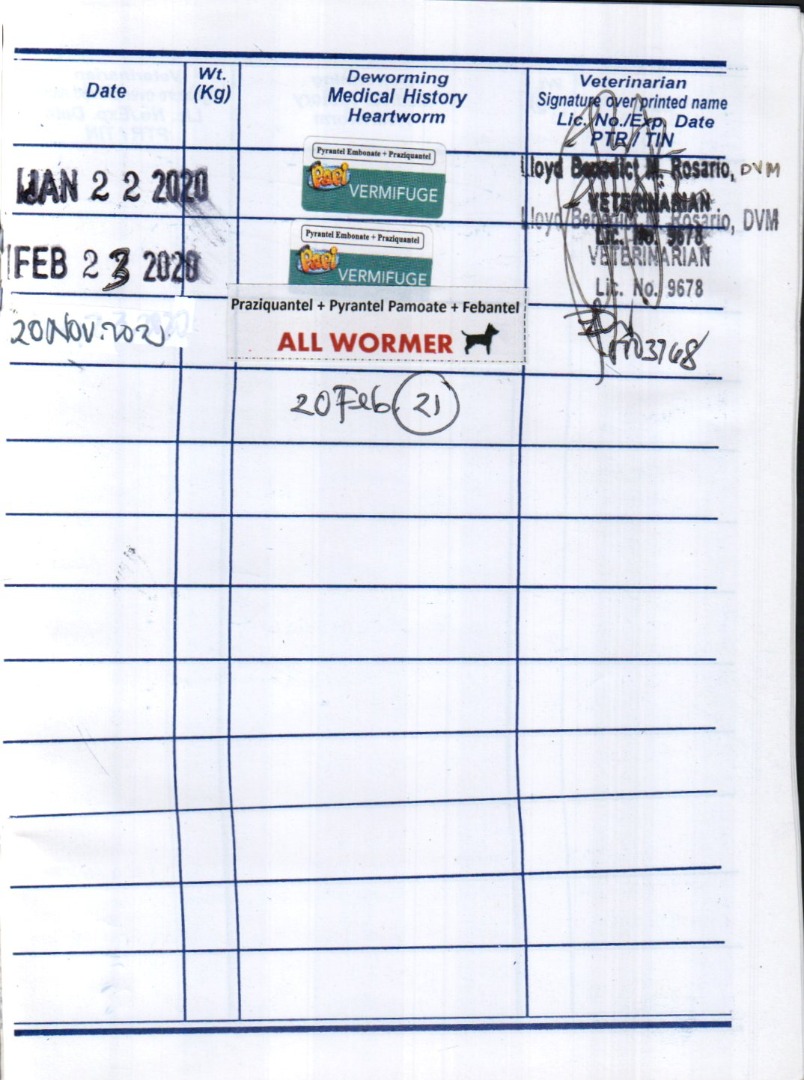 Date
Wt.
(Kg)
Deworming
Medical History
Heartworm
Veterinarian
Signature over printed name
Lic. No./Exp. Date
PTR / TIN
JAN 2 2 2020
Pyrantel Embonate + Praziquantel
Papi
VERMIFUGE
Lloyd Benedict M. Rosario, DVM
VETERINARIAN
Lic. No. 9678
FEB 2 3 2020
Pyrantel Embonate + Praziquantel
Papi
VERMIFUGE
Lloyd Benedict M. Rosario, DVM
VETERINARIAN
Lic. No. 9678
20 NOV. 2020
Praziquantel + Pyrantel Pamoate + Febantel
ALL WORMER
20 Feb 21